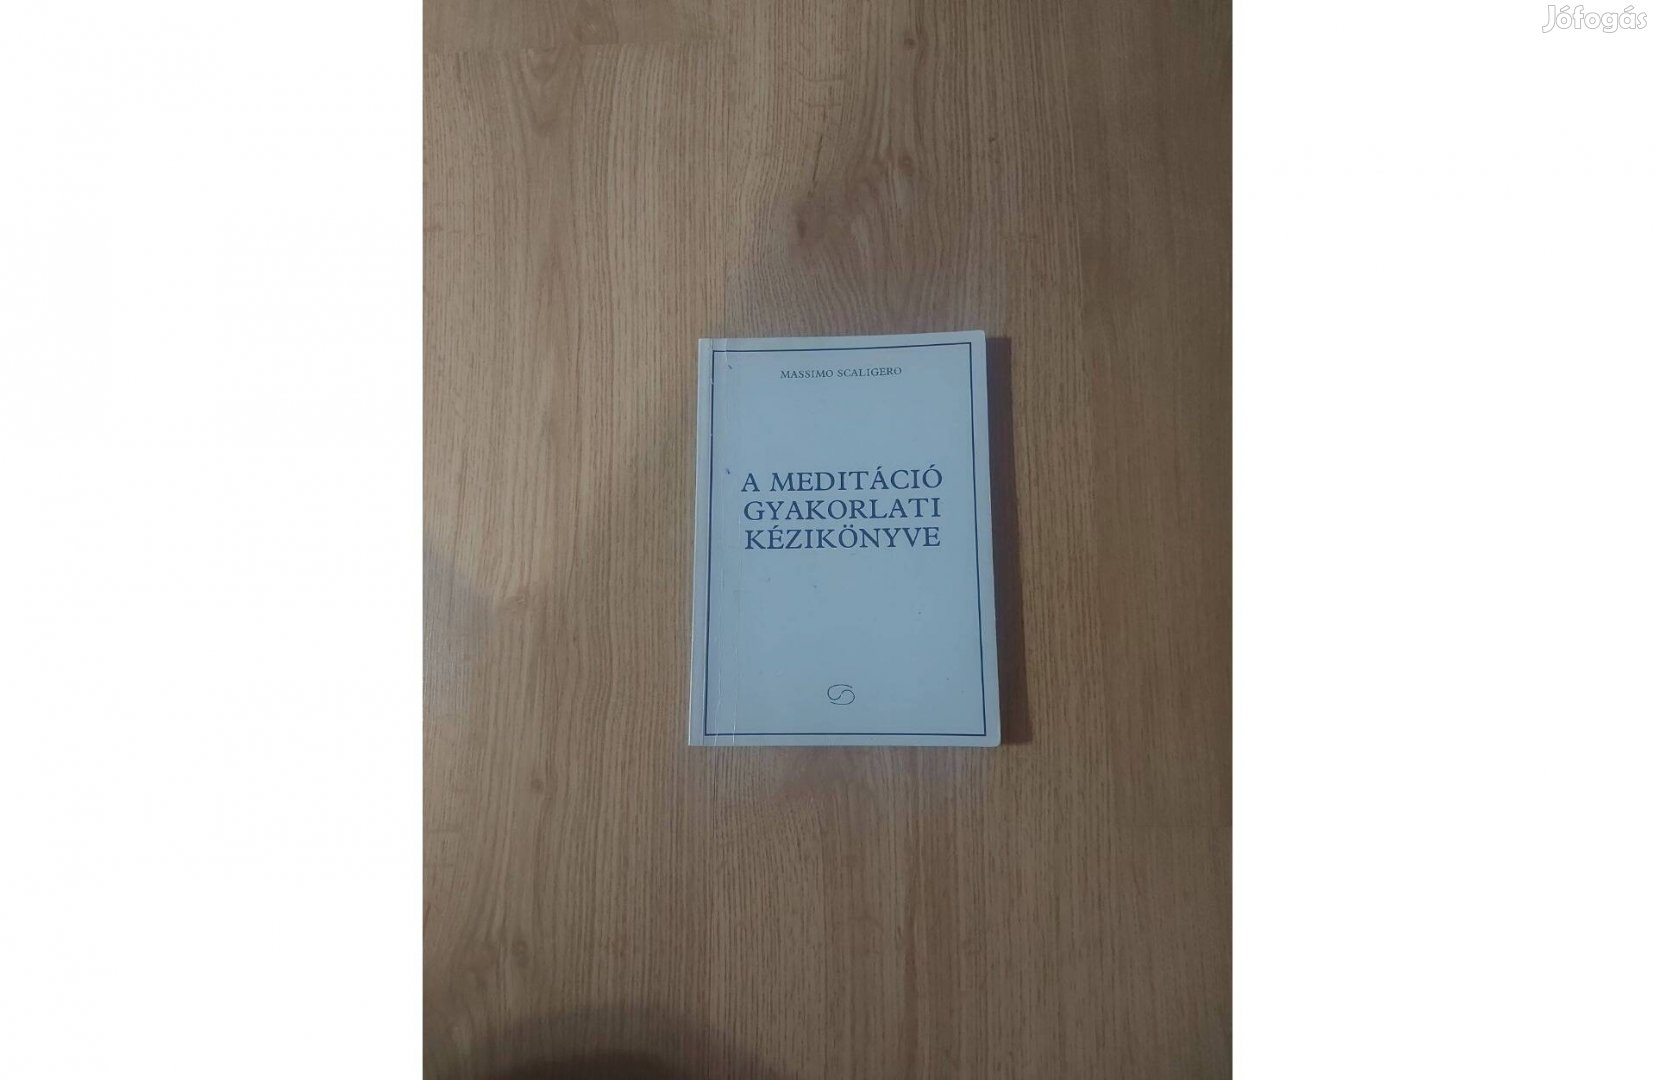 Jófogás
MASSIMO SCALIGERO
A MEDITÁCIÓ
GYAKORLATI
KÉZIKÖNYVE